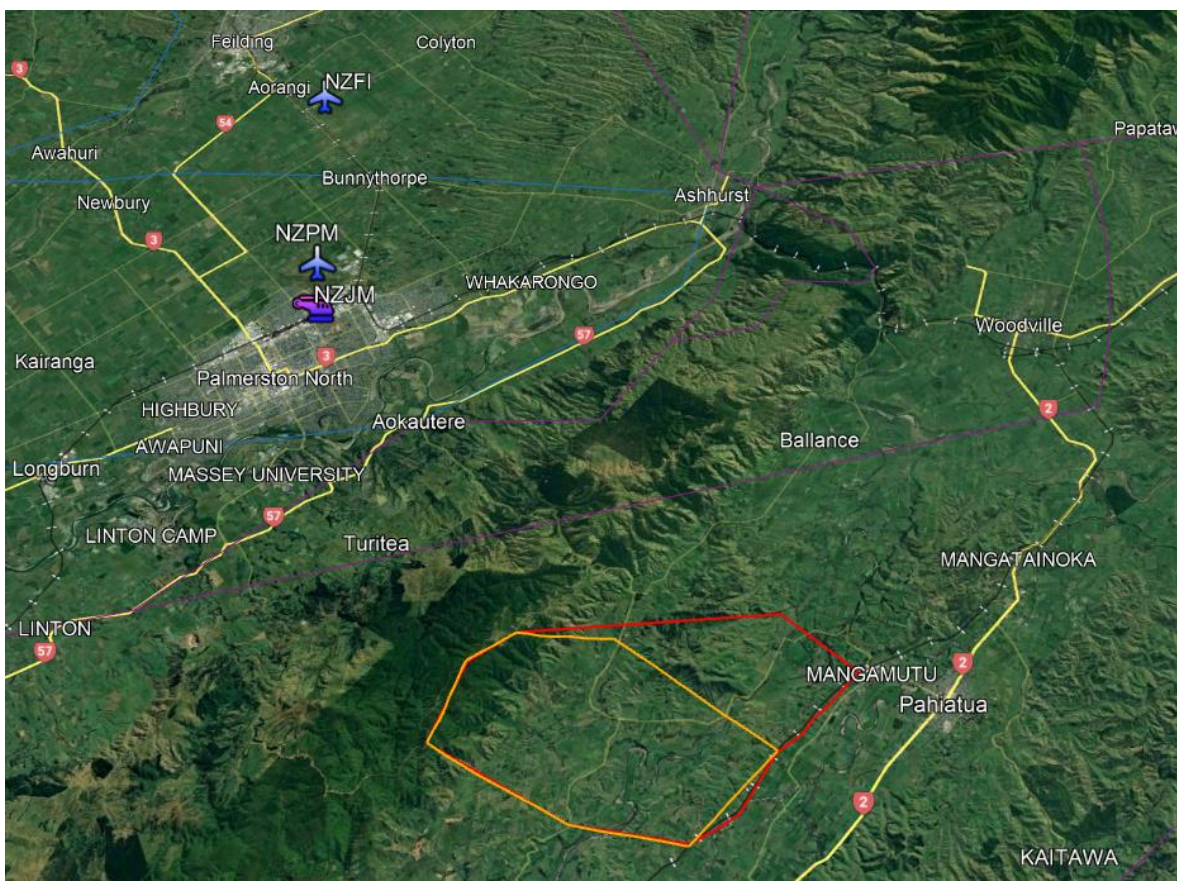 Feilding
Colyton
3
Aorangi
NZFI
54
Awahuri
Bunnythorpe
Papataw
Ashhurst
Newbury
NZPM
3
WHAKARONGO
NZJM
57
Woodville
3
Kairanga
Palmerston North
HIGHBURY
2
Aokautere
Ballance
AWAPUNI
Longburn
MASSEY UNIVERSITY
57
LINTON CAMP
Turitea
MANGATAINOKA
LINTON
57
2
MANGAMUTU
Pahiatua
2
KAITAWA